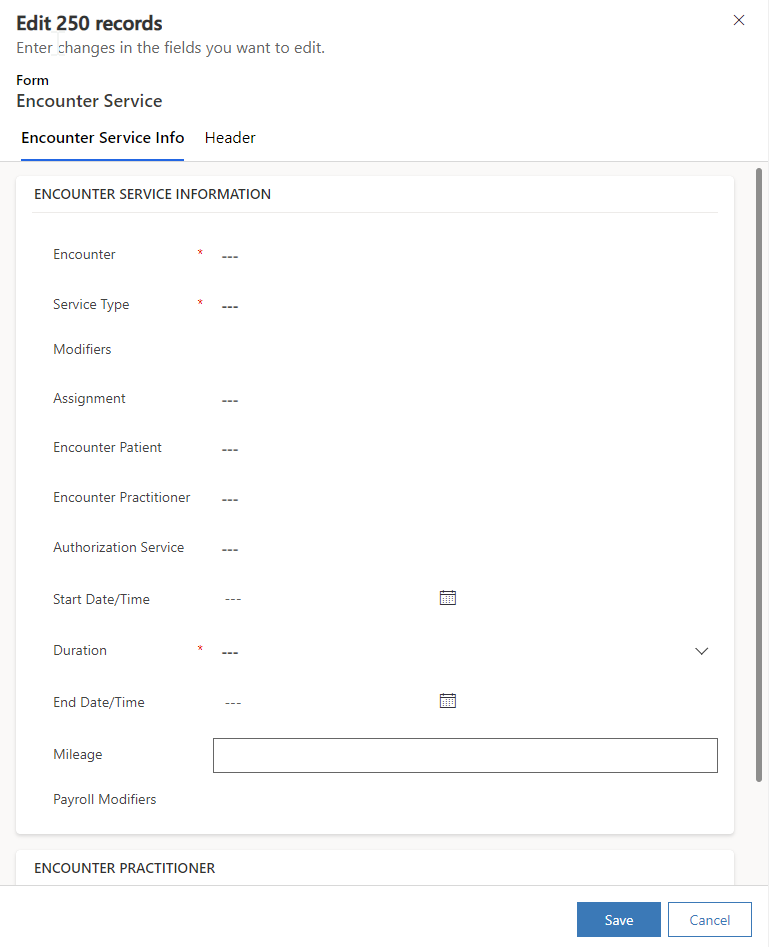 Edit 250 records
Enter changes in the fields you want to edit.
Form
Encounter Service
Encounter Service Info Header
ENCOUNTER SERVICE INFORMATION
Encounter * ---
Service Type * ---
Modifiers
Assignment ---
Encounter Patient ---
Encounter Practitioner ---
Authorization Service ---
Start Date/Time ---
Duration * ---
End Date/Time ---
Mileage
Payroll Modifiers
ENCOUNTER PRACTITIONER
Save Cancel